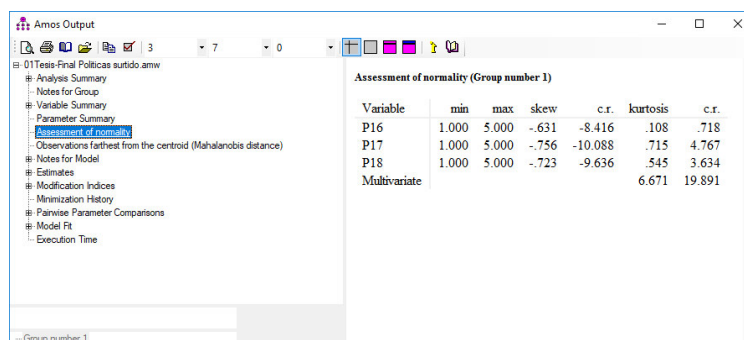 Amos Output
3 7 0
01Tesis-Final Politicas surtido.amw
Analysis Summary
Notes for Group
Variable Summary
Parameter Summary
Assessment of normality
Observations farthest from the centroid (Mahalanobis distance)
Notes for Model
Estimates
Modification Indices
Minimization History
Pairwise Parameter Comparisons
Model Fit
Execution Time
Group number 1
Assessment of normality (Group number 1)
Variable min max skew c.r. kurtosis c.r.
P16 1.000 5.000 -.631 -8.416 .108 .718
P17 1.000 5.000 -.756 -10.088 .715 4.767
P18 1.000 5.000 -.723 -9.636 .545 3.634
Multivariate 6.671 19.891